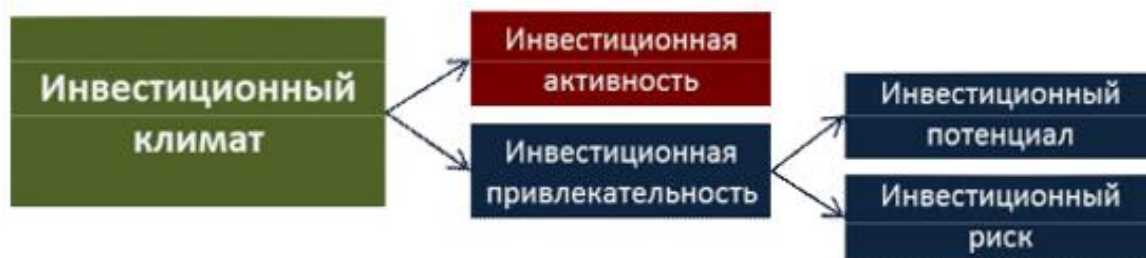 Инвестиционный
климат
Инвестиционная
активность
Инвестиционная
привлекательность
Инвестиционный
потенциал
Инвестиционный
риск